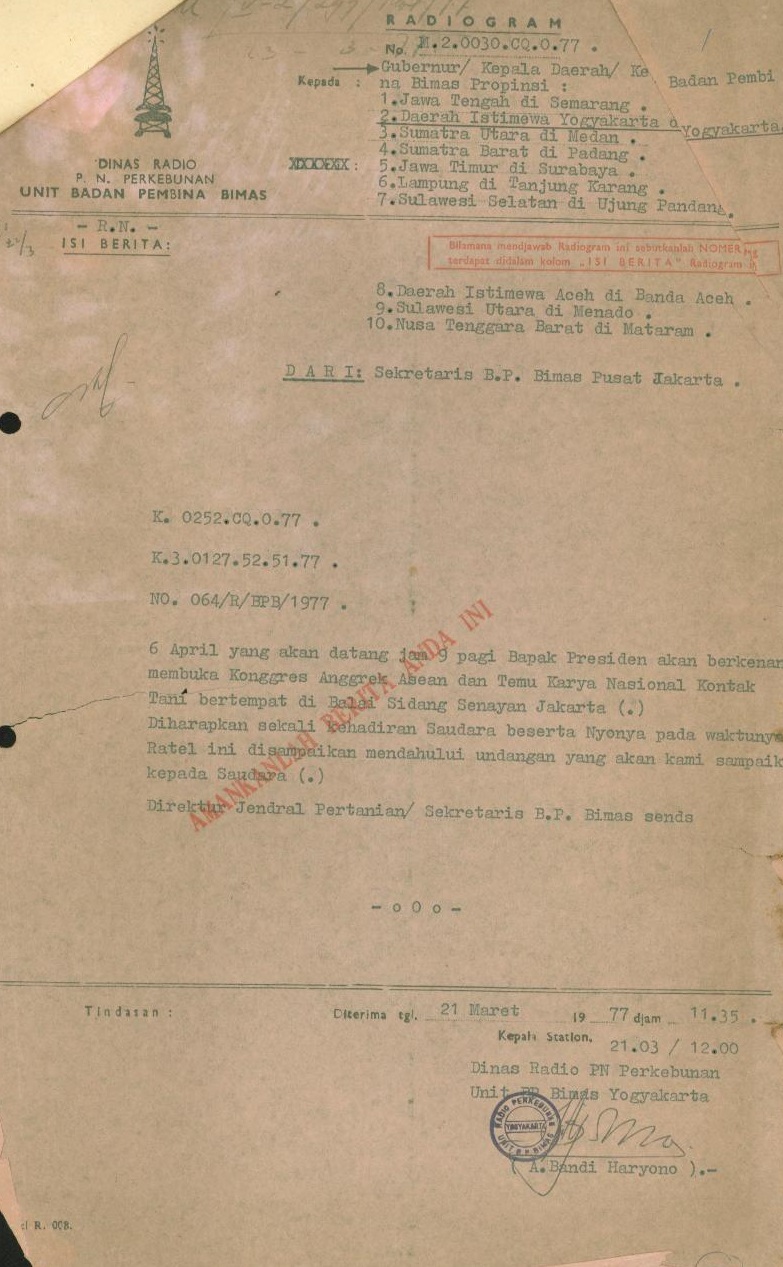 RADIOGRAM
No. M.2.0030.CQ.0.77 .
Kepada :
Gubernur/ Kepala Daerah/ Ke Badan Pembi
na Bimas Propinsi :
1.Jawa Tengah di Semarang .
2.Daerah Istimewa Yogyakarta d Yogyakarta
3.Sumatra Utara di Medan .
4.Sumatra Barat di Padang .
5.Jawa Timur di Surabaya .
6.Lampung di Tanjung Karang .
7.Sulawesi Selatan di Ujung Pandang.
DINAS RADIO
P. N. PERKEBUNAN
UNIT BADAN PEMBINA BIMAS
- R.N. -
ISI BERITA:
Bilamana mendjawab Radiogram ini sebutkanlah NOMER
terdapat didalam kolom „ISI BERITA" Radiogram
8.Daerah Istimewa Aceh di Banda Aceh .
9.Sulawesi Utara di Menado .
10.Nusa Tenggara Barat di Mataram .
D A R I: Sekretaris B.P. Bimas Pusat Jakarta .
K. 0252.CQ.0.77 .
K.3.0127.52.51.77 .
NO. 064/R/BPB/1977 .
6 April yang akan datang jam 9 pagi Bapak Presiden akan berkenan
membuka Konggres Anggrek Asean dan Temu Karya Nasional Kontak
Tani bertempat di Balai Sidang Senayan Jakarta (.)
Diharapkan sekali kehadiran Saudara beserta Nyonya pada waktunya
Ratel ini disampaikan mendahului undangan yang akan kami sampaik
kepada Saudara (.)
Direktur Jendral Pertanian/ Sekretaris B.P. Bimas sends
AMANKANLAH BERITA ANDA INI
- o O o -
Tindasan :
Diterima tgl. 21 Maret 19 77 djam 11.35 .
Kepala Station, 21.03 / 12.00
Dinas Radio PN Perkebunan
Unit BP Bimas Yogyakarta
RADIO PERKEBUNAN
YOGYAKARTA
UNIT B.P. BIMAS
( A.Bandi Haryono ).-
R. 008.